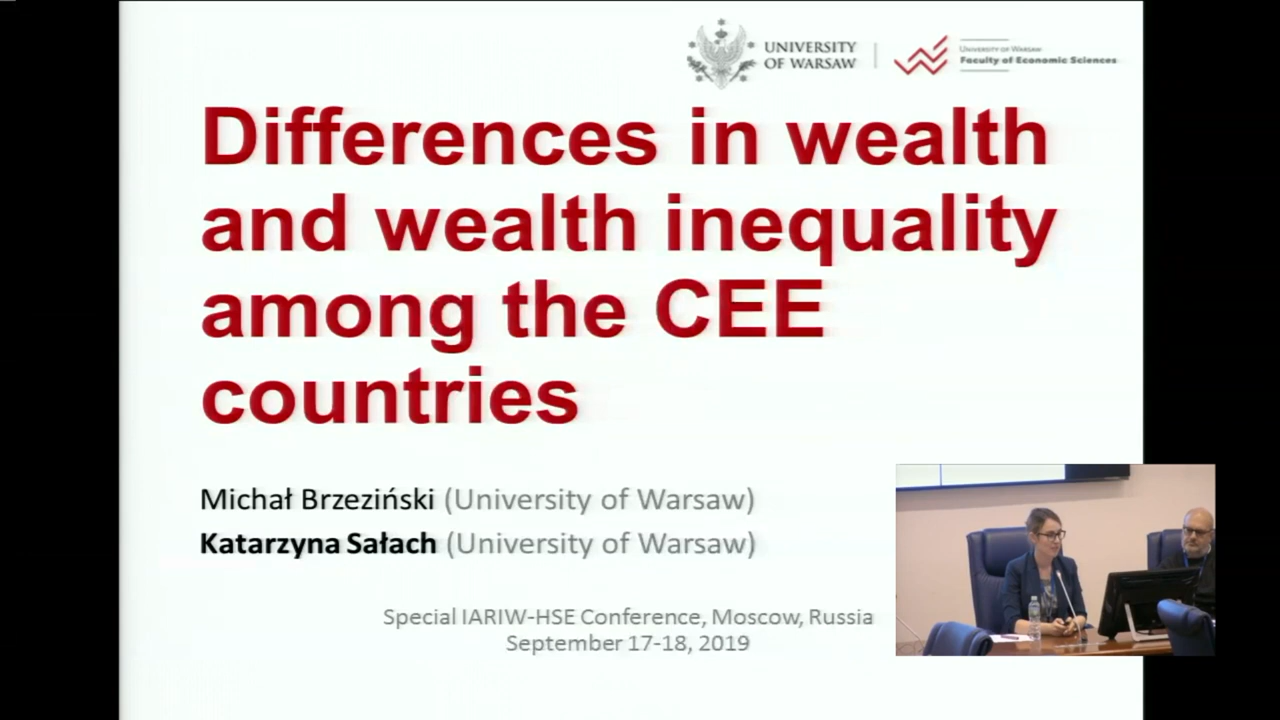 UNIVERSITY
OF WARSAW
UNIVERSITY OF WARSAW
Faculty of Economic Sciences
Differences in wealth
and wealth inequality
among the CEE
countries
Michał Brzeziński (University of Warsaw)
Katarzyna Sałach (University of Warsaw)
Special IARIW-HSE Conference, Moscow, Russia
September 17-18, 2019